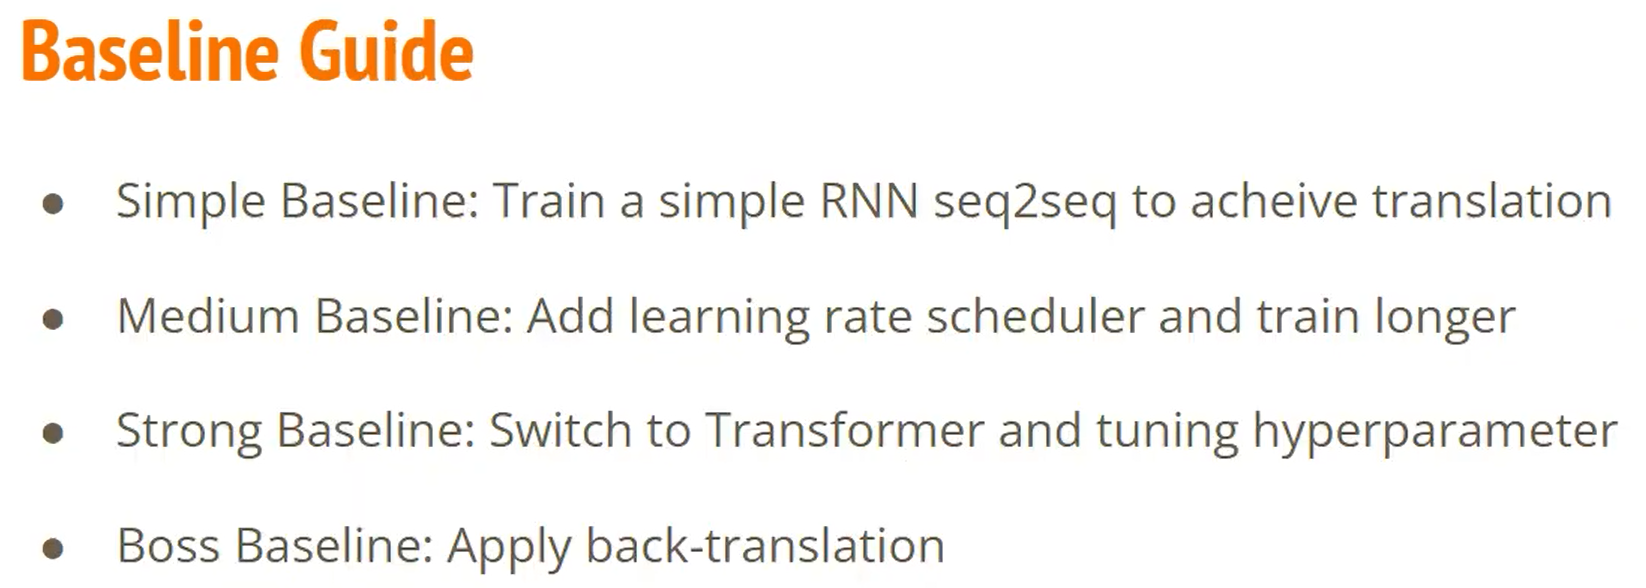 Baseline Guide
● Simple Baseline: Train a simple RNN seq2seq to acheive translation
● Medium Baseline: Add learning rate scheduler and train longer
● Strong Baseline: Switch to Transformer and tuning hyperparameter
● Boss Baseline: Apply back-translation